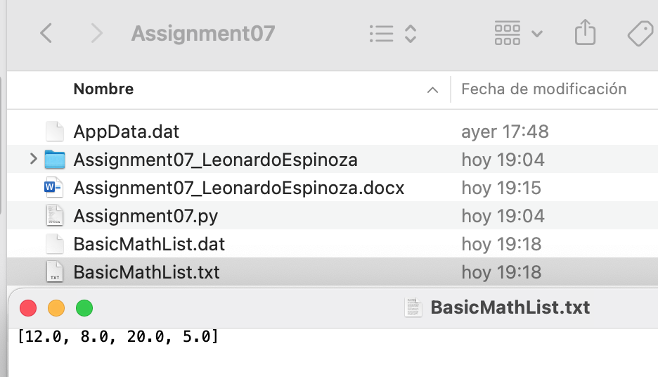 Assignment07
Nombre Fecha de modificación
AppData.dat ayer 17:48
Assignment07_LeonardoEspinoza hoy 19:04
Assignment07_LeonardoEspinoza.docx hoy 19:15
Assignment07.py hoy 19:04
BasicMathList.dat hoy 19:18
BasicMathList.txt hoy 19:18
BasicMathList.txt
[12.0, 8.0, 20.0, 5.0]